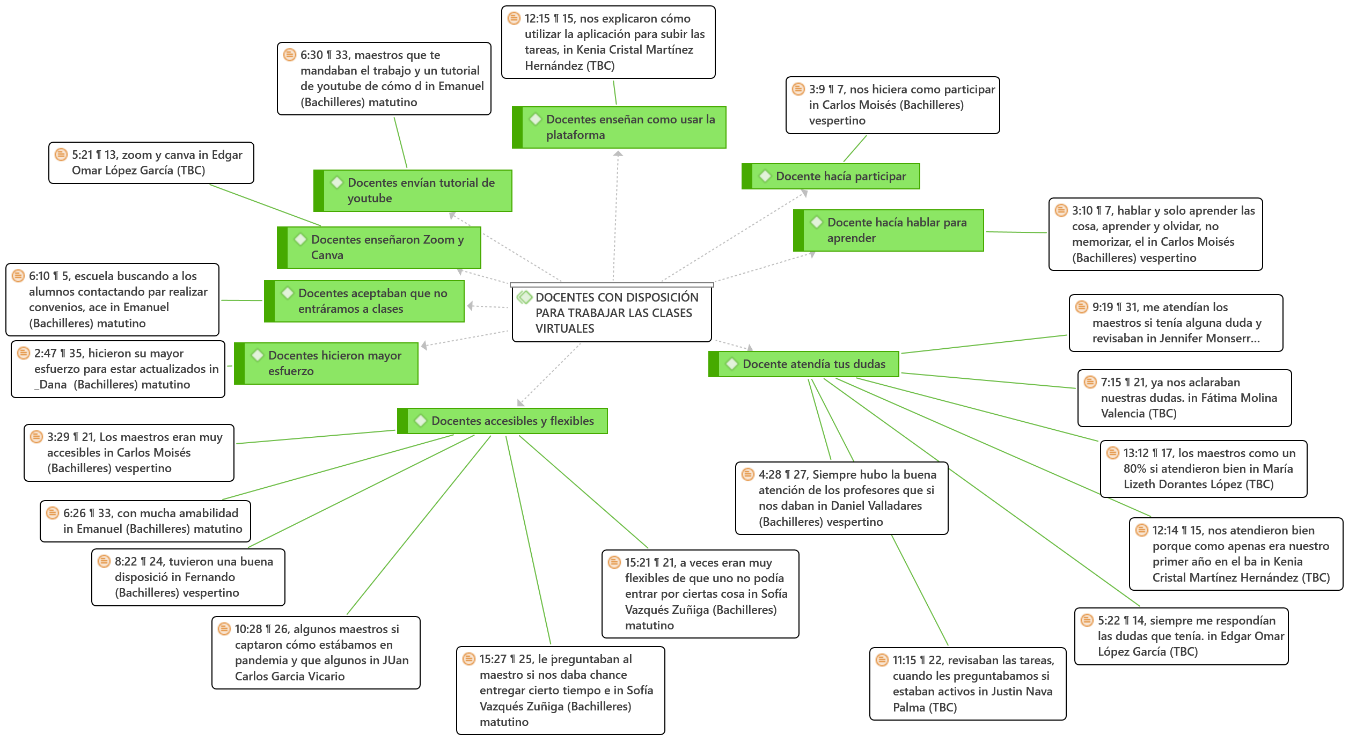 12:15 ¶ 15, nos explicaron cómo
utilizar la aplicación para subir las
tareas, in Kenia Cristal Martínez
Hernández (TBC)
6:30 ¶ 33, maestros que te
mandaban el trabajo y un tutorial
de youtube de cómo d in Emanuel
(Bachilleres) matutino
3:9 ¶ 7, nos hiciera como participar
in Carlos Moisés (Bachilleres)
vespertino
Docentes enseñan como usar la
plataforma
5:21 ¶ 13, zoom y canva in Edgar
Omar López García (TBC)
Docentes envían tutorial de
youtube
Docente hacía participar
Docente hacía hablar para
aprender
3:10 ¶ 7, hablar y solo aprender las
cosa, aprender y olvidar, no
memorizar, el in Carlos Moisés
(Bachilleres) vespertino
Docentes enseñaron Zoom y
Canva
6:10 ¶ 5, escuela buscando a los
alumnos contactando par realizar
convenios, ace in Emanuel
(Bachilleres) matutino
Docentes aceptaban que no
entráramos a clases
DOCENTES CON DISPOSICIÓN
PARA TRABAJAR LAS CLASES
VIRTUALES
9:19 ¶ 31, me atendían los
maestros si tenía alguna duda y
revisaban in Jennifer Monserr...
2:47 ¶ 35, hicieron su mayor
esfuerzo para estar actualizados in
_Dana (Bachilleres) matutino
Docentes hicieron mayor
esfuerzo
Docente atendía tus dudas
7:15 ¶ 21, ya nos aclaraban
nuestras dudas. in Fátima Molina
Valencia (TBC)
Docentes accesibles y flexibles
3:29 ¶ 21, Los maestros eran muy
accesibles in Carlos Moisés
(Bachilleres) vespertino
13:12 ¶ 17, los maestros como un
80% si atendieron bien in María
Lizeth Dorantes López (TBC)
4:28 ¶ 27, Siempre hubo la buena
atención de los profesores que si
nos daban in Daniel Valladares
(Bachilleres) vespertino
6:26 ¶ 33, con mucha amabilidad
in Emanuel (Bachilleres) matutino
12:14 ¶ 15, nos atendieron bien
porque como apenas era nuestro
primer año en el ba in Kenia
Cristal Martínez Hernández (TBC)
8:22 ¶ 24, tuvieron una buena
disposició in Fernando
(Bachilleres) vespertino
15:21 ¶ 21, a veces eran muy
flexibles de que uno no podía
entrar por ciertas cosa in Sofía
Vazqués Zuñiga (Bachilleres)
matutino
5:22 ¶ 14, siempre me respondían
las dudas que tenía. in Edgar Omar
López García (TBC)
10:28 ¶ 26, algunos maestros si
captaron cómo estábamos en
pandemia y que algunos in JUan
Carlos Garcia Vicario
15:27 ¶ 25, le preguntaban al
maestro si nos daba chance
entregar cierto tiempo e in Sofía
Vazqués Zuñiga (Bachilleres)
matutino
11:15 ¶ 22, revisaban las tareas,
cuando les preguntabamos si
estaban activos in Justin Nava
Palma (TBC)